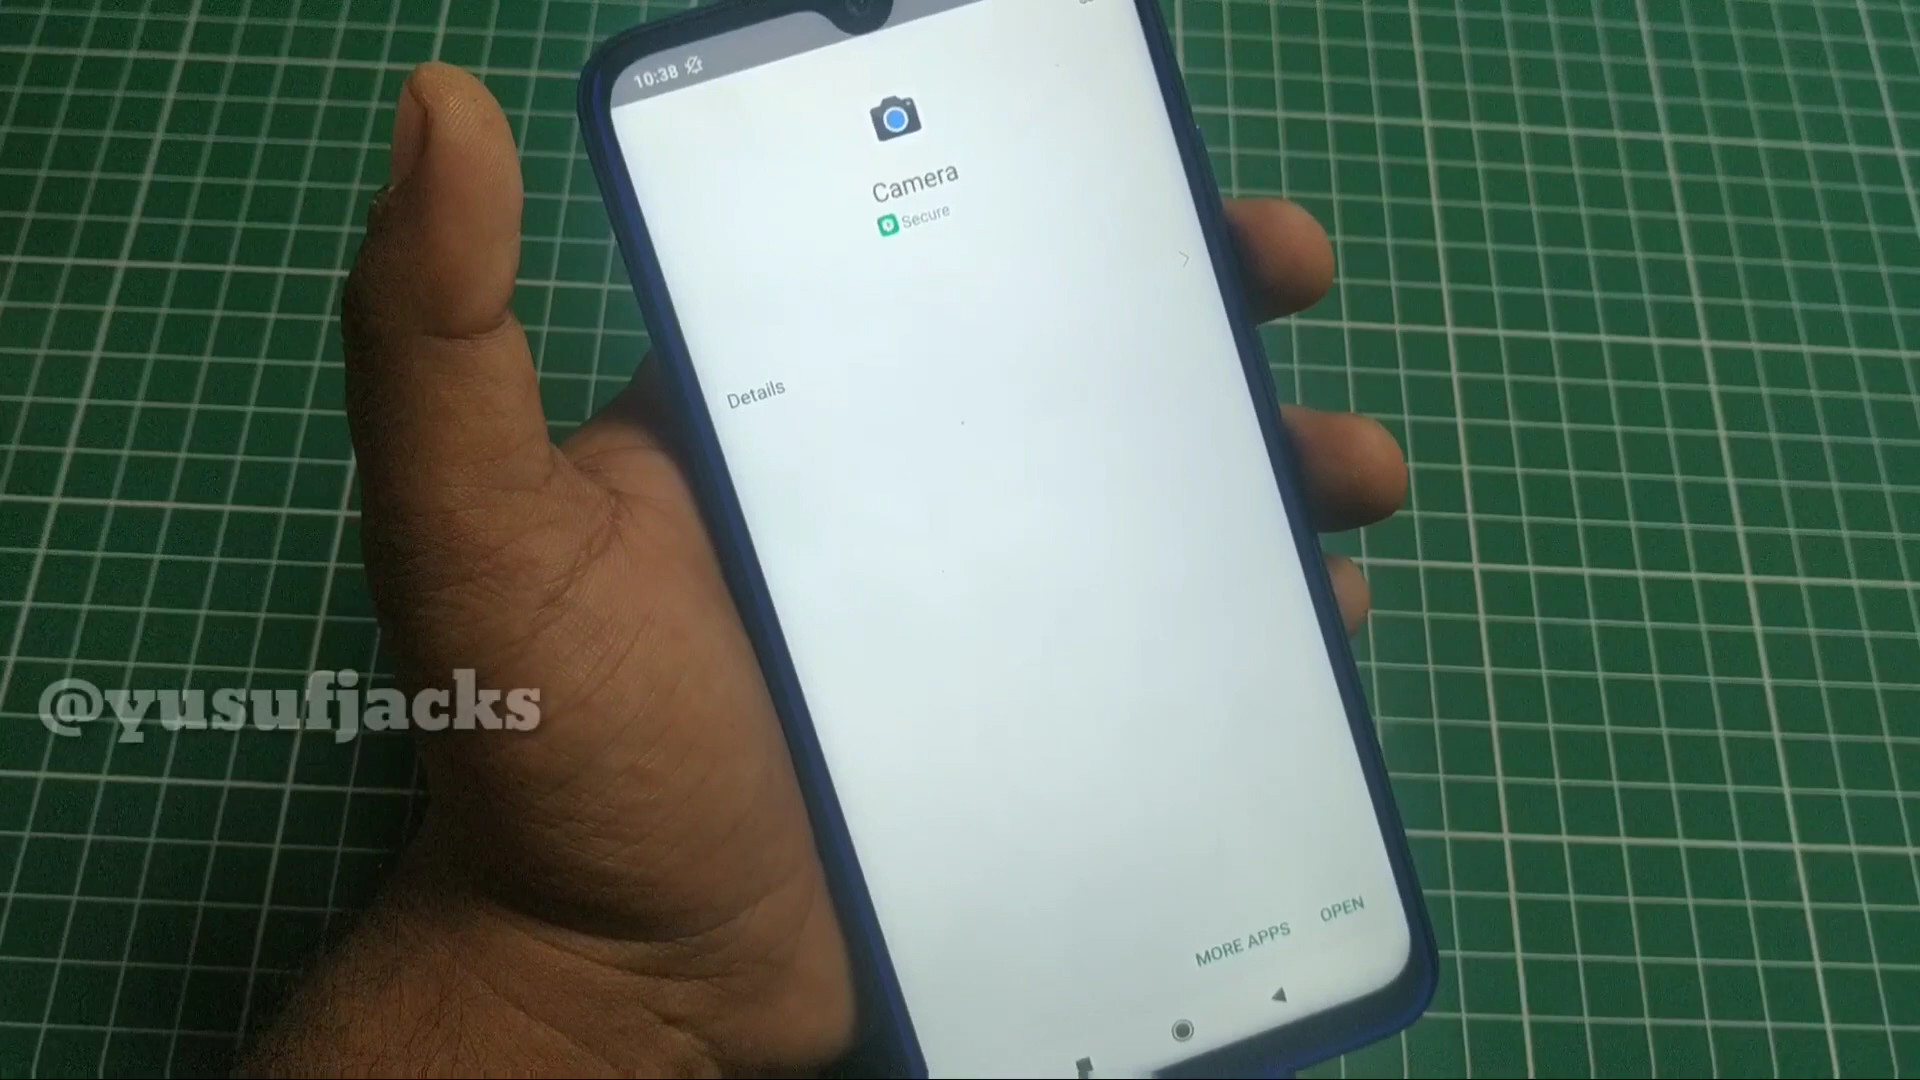 10:38
Camera
Secure
Details
@yusufjacks
MORE APPS
OPEN